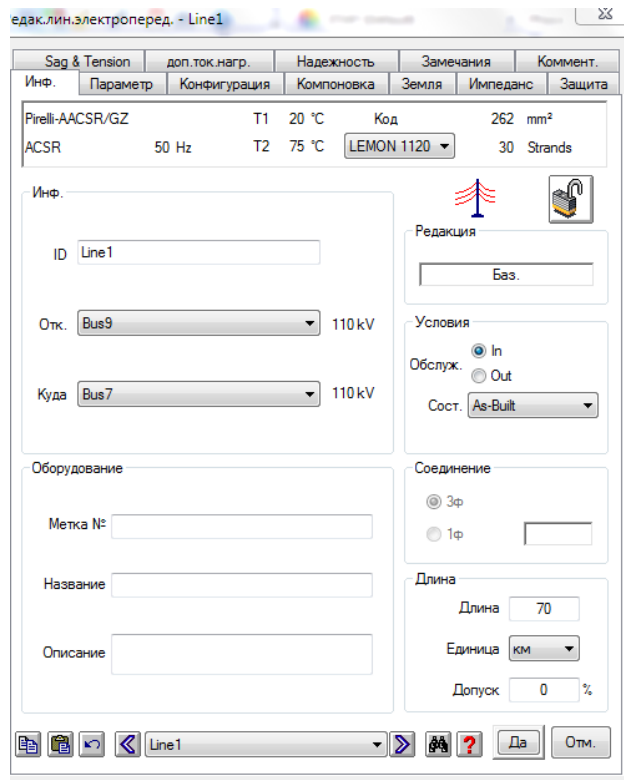 едак.лин.электроперед. - Line1
Sag & Tension доп.ток.нагр. Надежность Замечания Коммент.
Инф. Параметр Конфигурация Компоновка Земля Импеданс Защита
Pirelli-AACSR/GZ T1 20 °C Код 262 mm²
ACSR 50 Hz T2 75 °C LEMON 1120 30 Strands
Инф.
ID Line1
Отк. Bus9 110 kV
Куда Bus7 110 kV
Редакция
Баз.
Условия
Обслуж. In
Out
Сост. As-Built
Оборудование
Метка №
Название
Описание
Соединение
3ф
1ф
Длина
Длина 70
Единица км
Допуск 0 %
Line1 ? Да Отм.